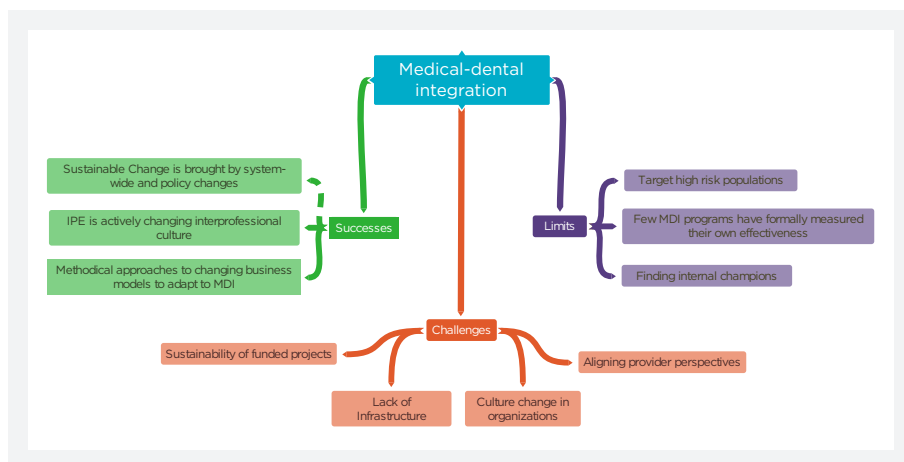 Medical-dental
integration
Sustainable Change is brought by system-
wide and policy changes
IPE is actively changing interprofessional
culture
Methodical approaches to changing business
models to adapt to MDI
Successes
Limits
Target high risk populations
Few MDI programs have formally measured
their own effectiveness
Finding internal champions
Challenges
Sustainability of funded projects
Lack of
Infrastructure
Culture change in
organizations
Aligning provider perspectives